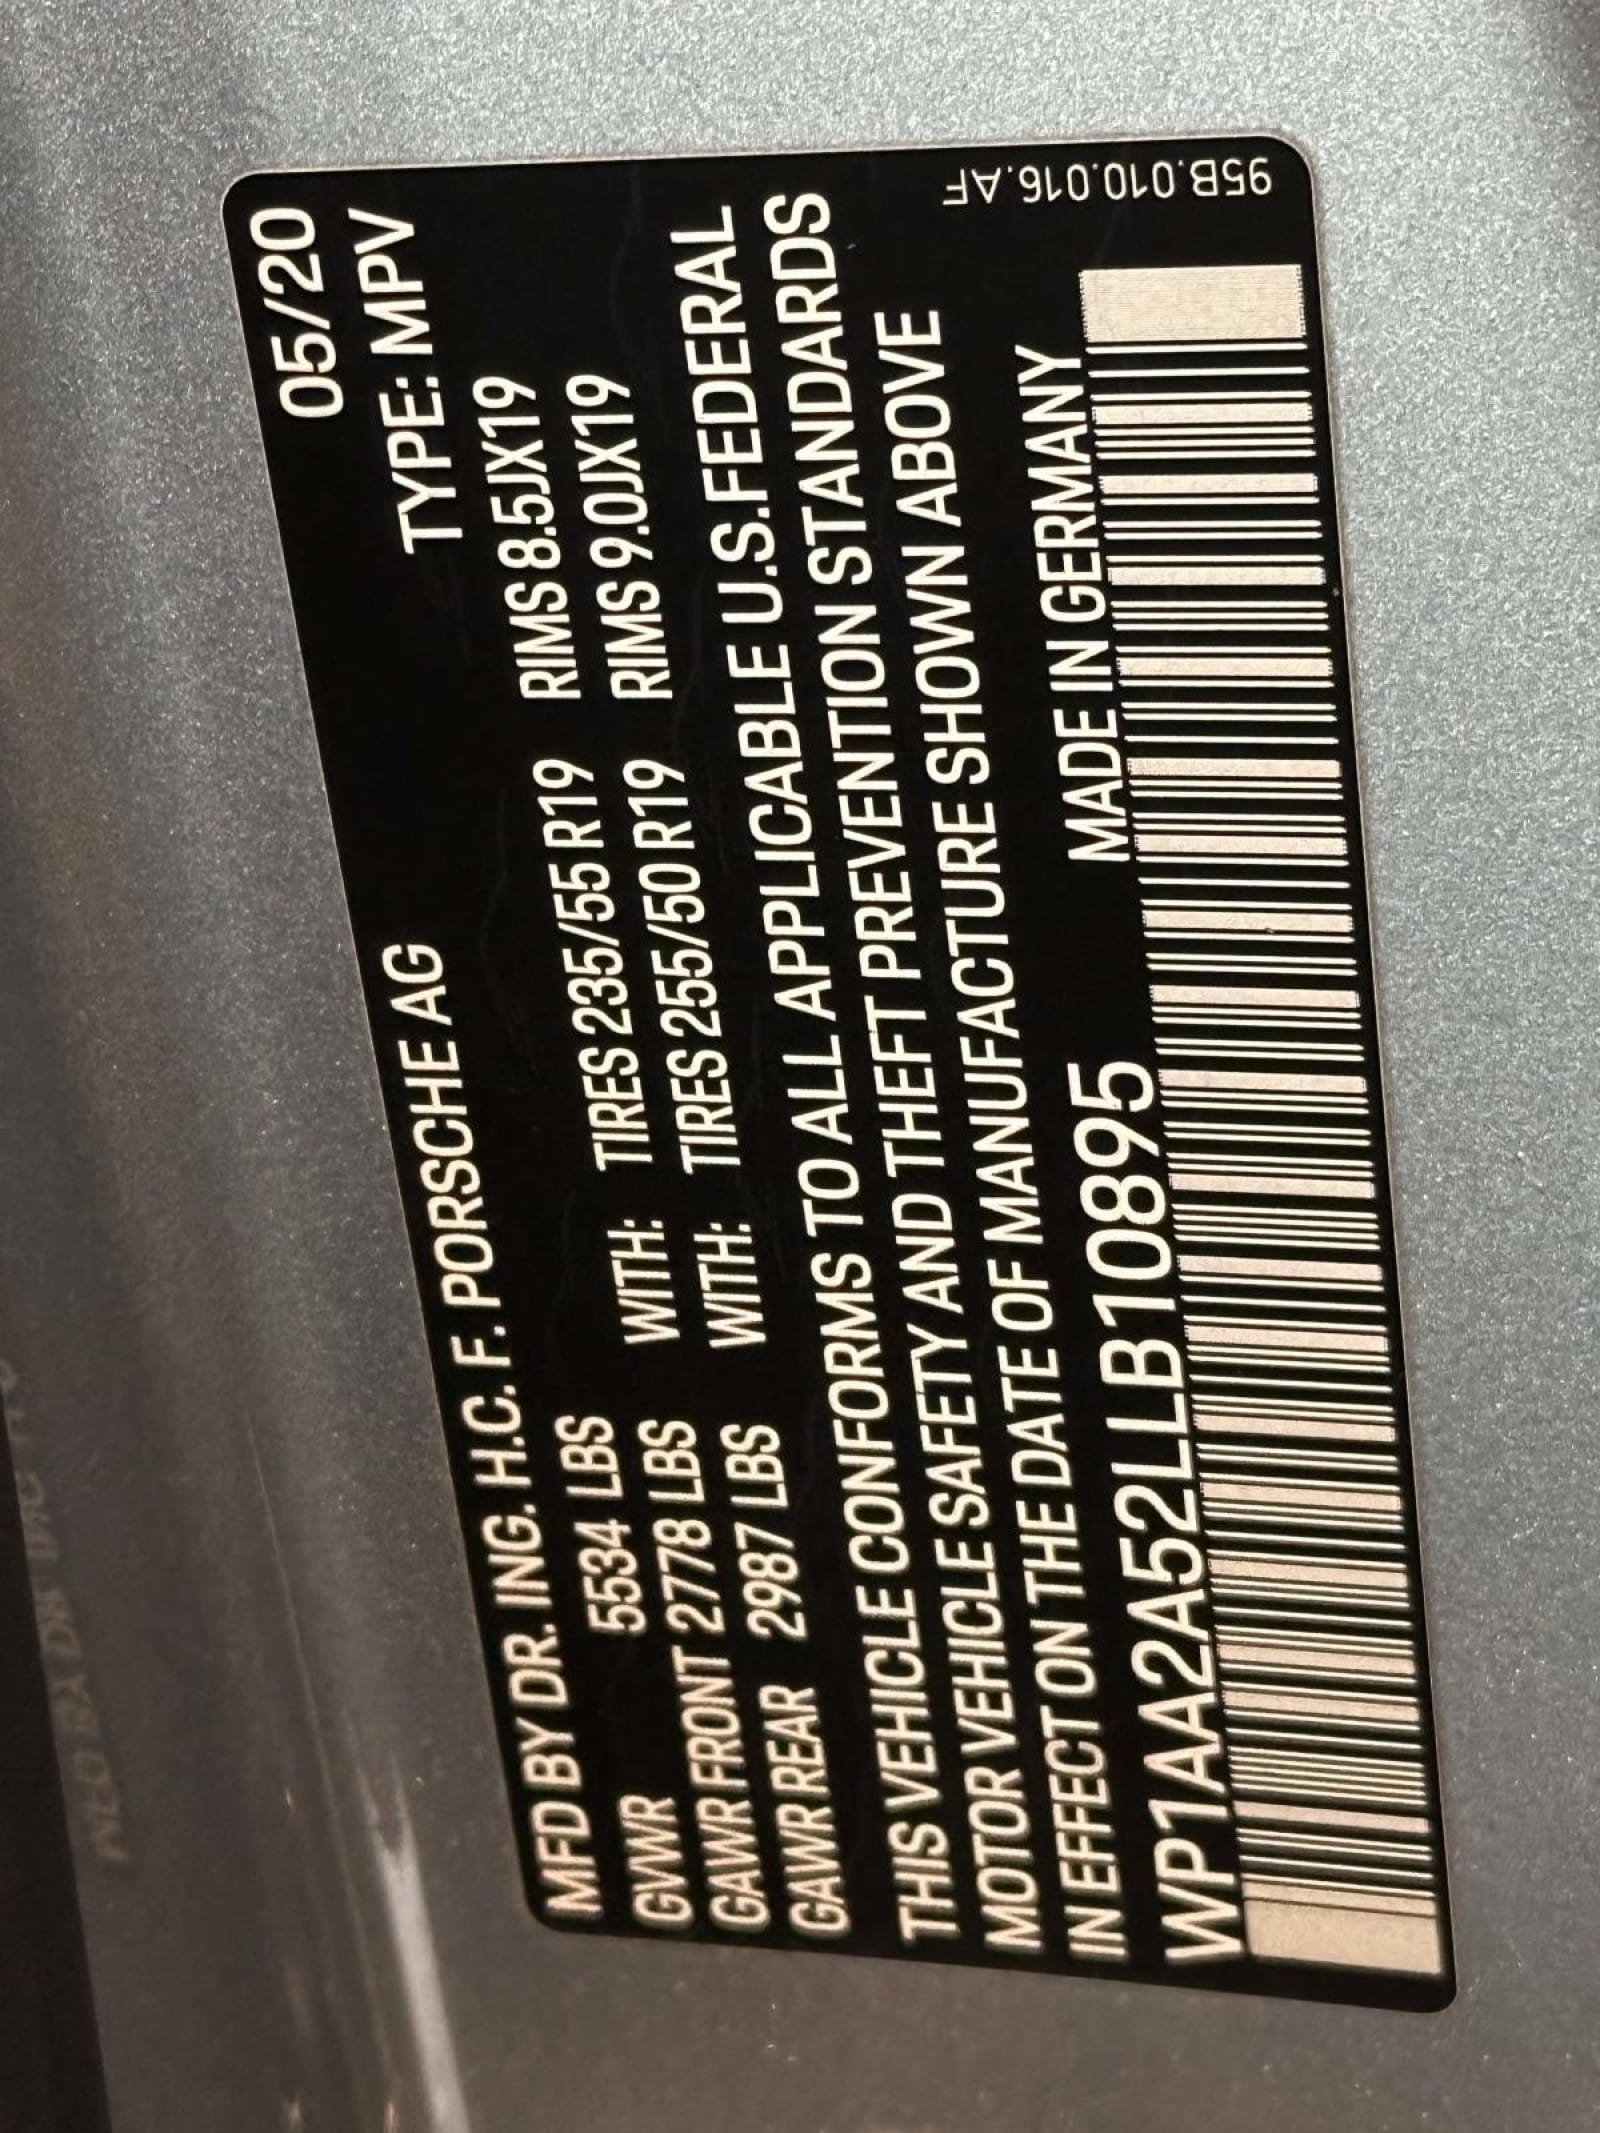 05/20
MFD BY DR. ING. H.C. F. PORSCHE AG TYPE: MPV
GVWR 5534 LBS WITH: TIRES 235/55 R19 RIMS 8.5JX19
GAWR FRONT 2778 LBS WITH: TIRES 255/50 R19 RIMS 9.0JX19
GAWR REAR 2987 LBS
THIS VEHICLE CONFORMS TO ALL APPLICABLE U.S.FEDERAL
MOTOR VEHICLE SAFETY AND THEFT PREVENTION STANDARDS
IN EFFECT ON THE DATE OF MANUFACTURE SHOWN ABOVE
WP1AA2A52LLB10895 MADE IN GERMANY
95B.010.016.AF